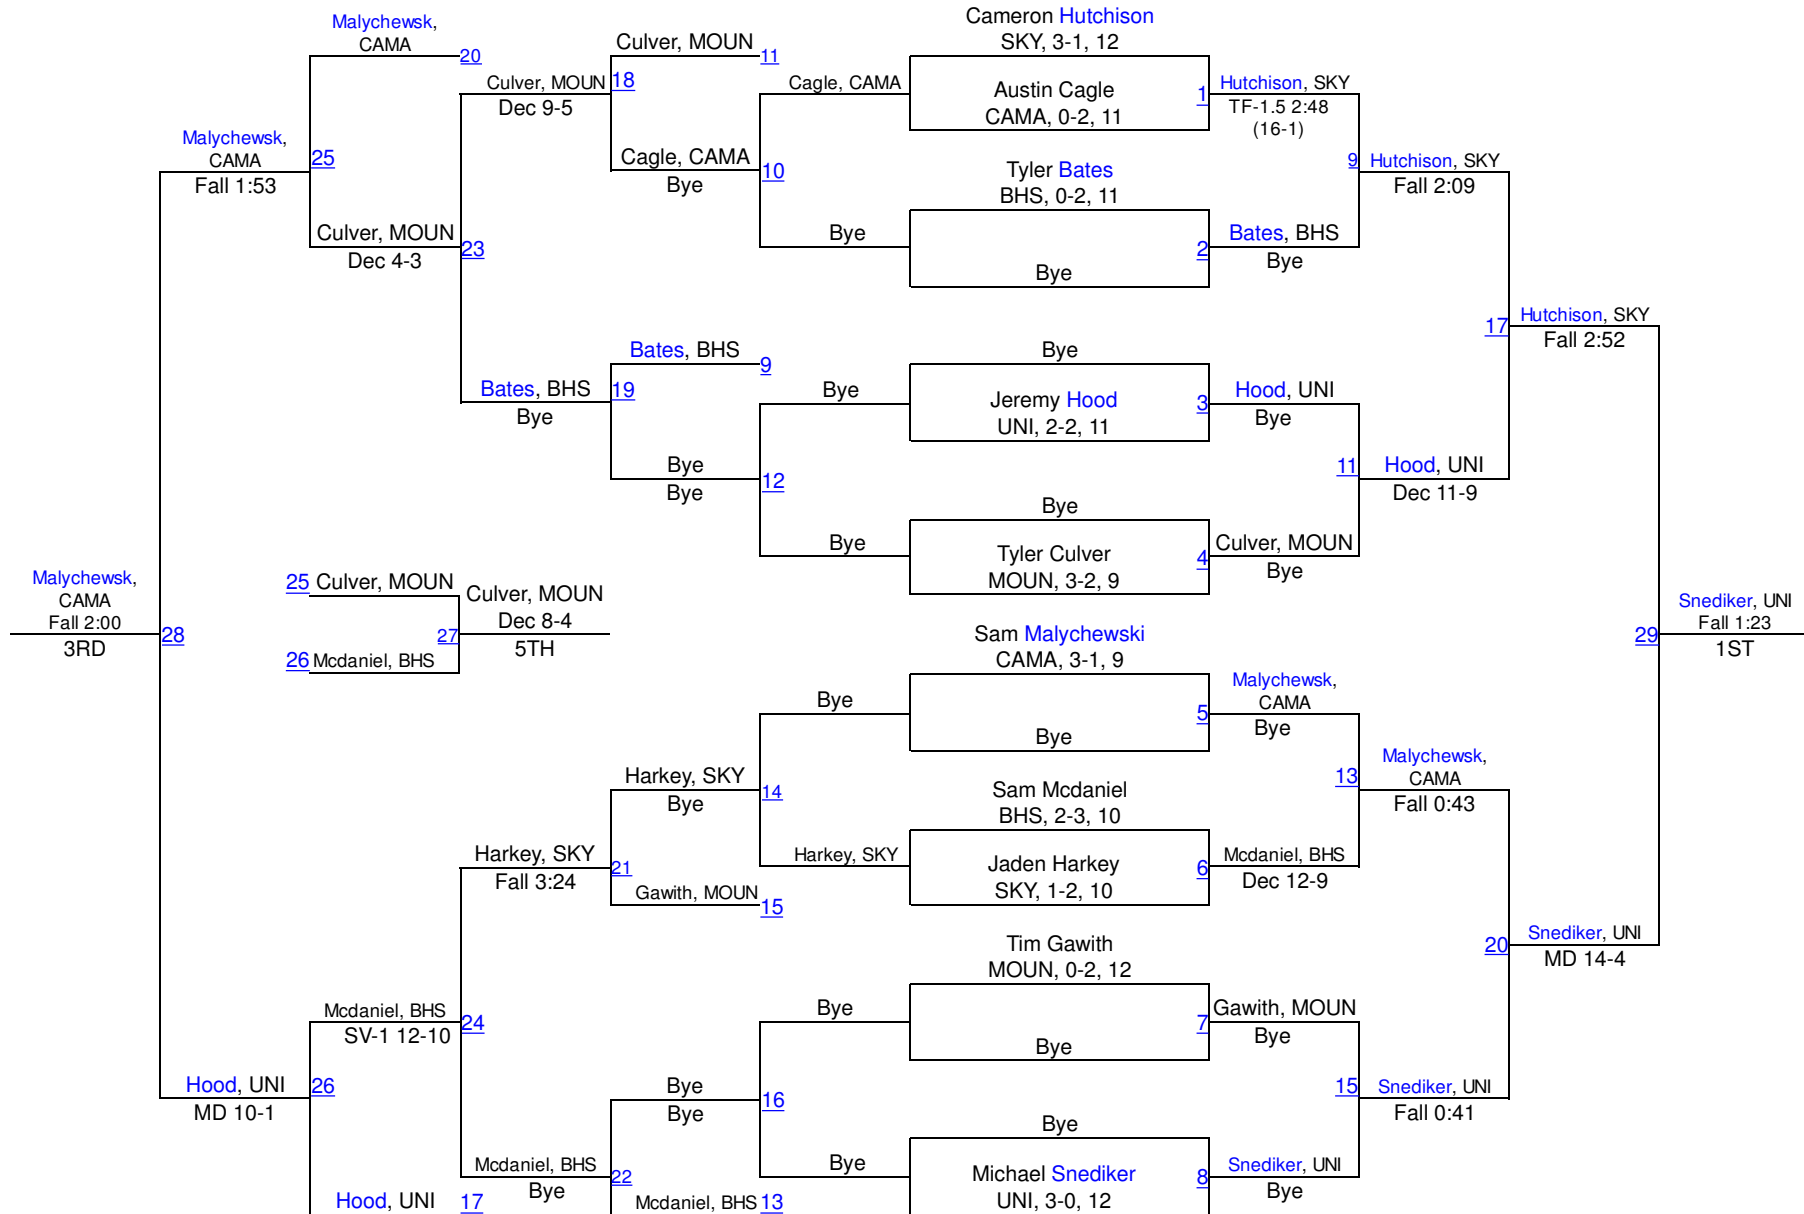 Malychewsk,
CAMA
20
Culver, MOUN
11
Cameron Hutchison
SKY, 3-1, 12
Culver, MOUN
18
Dec 9-5
Cagle, CAMA
Austin Cagle
CAMA, 0-2, 11
1
Hutchison, SKY
TF-1.5 2:48
(16-1)
Malychewsk,
CAMA
25
Fall 1:53
Cagle, CAMA
10
Bye
Tyler Bates
BHS, 0-2, 11
9
Hutchison, SKY
Fall 2:09
Culver, MOUN
23
Dec 4-3
Bye
Bye
2
Bates, BHS
Bye
17
Hutchison, SKY
Fall 2:52
Bates, BHS
9
Bye
Bates, BHS
19
Bye
Bye
Jeremy Hood
UNI, 2-2, 11
3
Hood, UNI
Bye
Bye
12
Bye
11
Hood, UNI
Dec 11-9
Bye
Bye
Tyler Culver
MOUN, 3-2, 9
4
Culver, MOUN
Bye
Malychewsk,
CAMA
Fall 2:00
28
3RD
25
Culver, MOUN
27
Culver, MOUN
Dec 8-4
5TH
26
Mcdaniel, BHS
Snediker, UNI
Fall 1:23
29
1ST
Sam Malychewski
CAMA, 3-1, 9
Bye
Bye
5
Malychewsk,
CAMA
Bye
Harkey, SKY
14
Bye
Sam Mcdaniel
BHS, 2-3, 10
13
Malychewsk,
CAMA
Fall 0:43
Harkey, SKY
21
Fall 3:24
Harkey, SKY
Jaden Harkey
SKY, 1-2, 10
6
Mcdaniel, BHS
Dec 12-9
Gawith, MOUN
15
Tim Gawith
MOUN, 0-2, 12
20
Snediker, UNI
MD 14-4
Mcdaniel, BHS
24
SV-1 12-10
Bye
Bye
7
Gawith, MOUN
Bye
Hood, UNI
26
MD 10-1
Bye
16
Bye
15
Snediker, UNI
Fall 0:41
Bye
Mcdaniel, BHS
22
Bye
Bye
Michael Snediker
UNI, 3-0, 12
8
Snediker, UNI
Bye
Hood, UNI
17
Mcdaniel, BHS
13